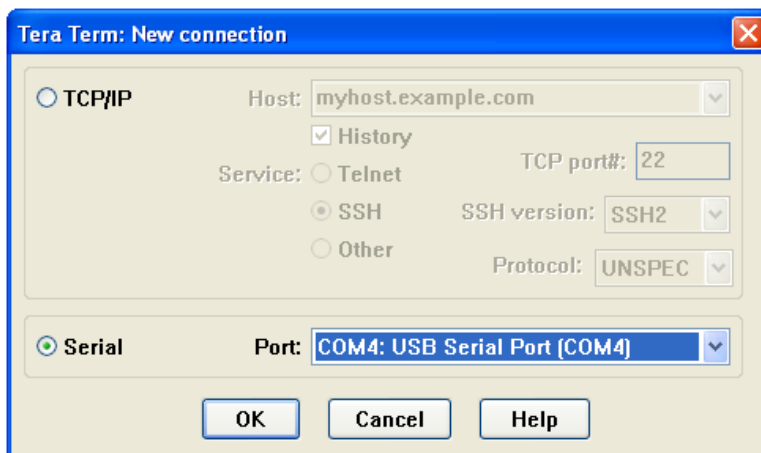 Tera Term: New connection
TCP/IP
Host: myhost.example.com
History
Service: Telnet
TCP port#: 22
SSH
SSH version: SSH2
Other
Protocol: UNSPEC
Serial
Port: COM4: USB Serial Port (COM4)
OK
Cancel
Help